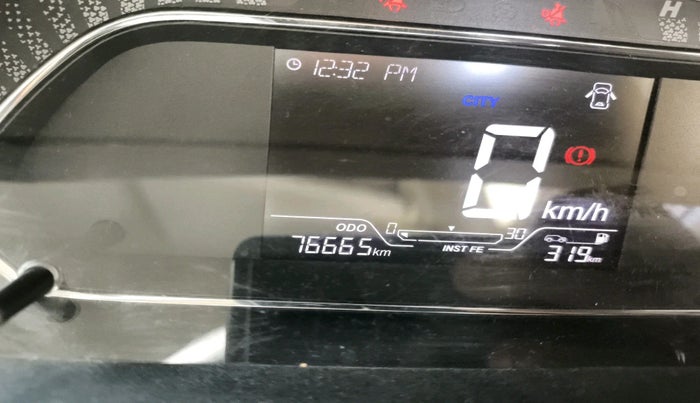 H
12:32 PM
CITY
0
km/h
ODO 0 30
76665km INST FE 319km